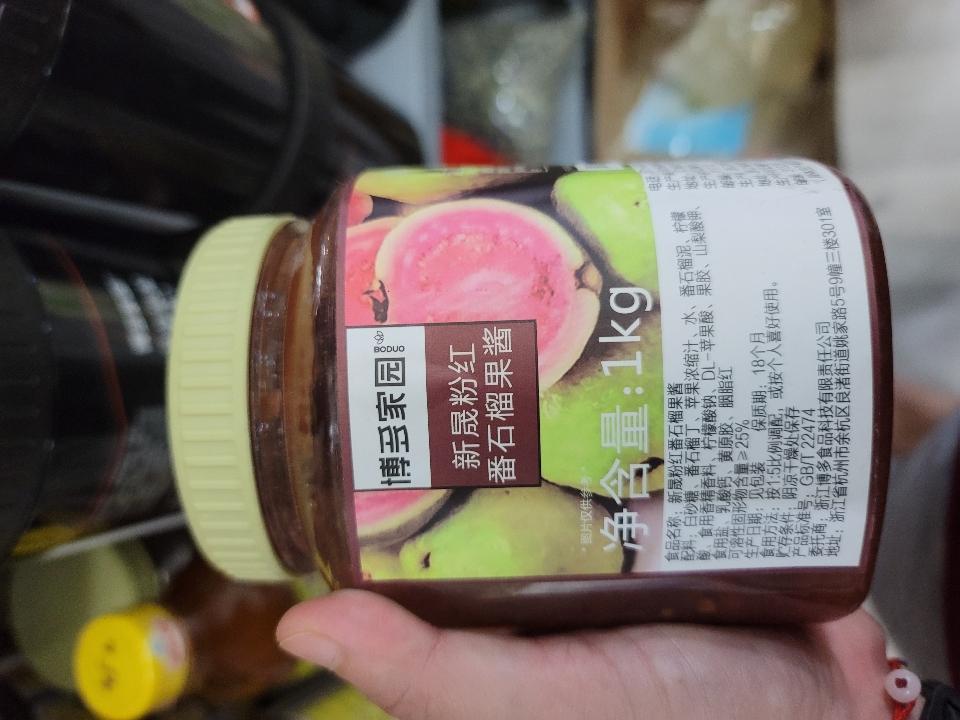 博多家园
BODUO
新晟粉红
番石榴果酱
*图片仅供参考*
净含量:1kg
食品名称：新晟粉红番石榴果酱
配料：白砂糖、番石榴丁、苹果浓缩汁、水、番石榴泥、柠檬
酸、食用香精香料、柠檬酸钠、DL-苹果酸、果胶、山梨酸钾、
食用盐、乳酸钙、黄原胶、胭脂红
可溶性固形物含量≥25%
生产日期：见包装 保质期：18个月
食用方法：按1:5比例调配，或按个人喜好使用。
贮存条件：阴凉干燥处保存
产品标准号：GB/T 22474
委托商：浙江博多食品科技有限责任公司
地址：浙江省杭州市余杭区良渚街道姚家路5号9幢三楼301室